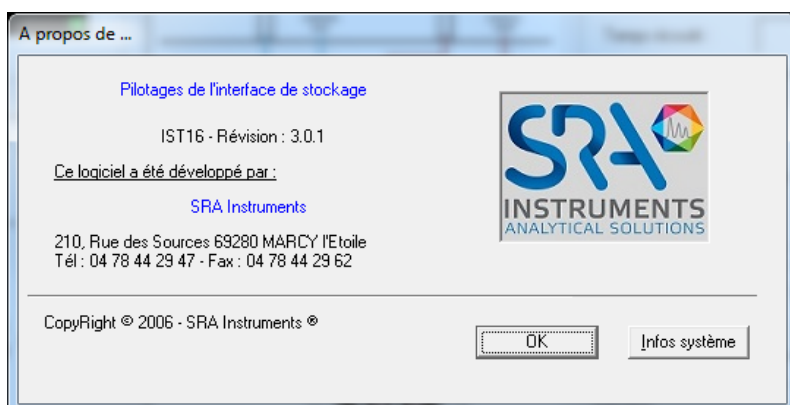 A propos de ...
Pilotages de l'interface de stockage
IST16 - Révision : 3.0.1
Ce logiciel a été développé par :
SRA Instruments
210, Rue des Sources 69280 MARCY l'Etoile
Tél : 04 78 44 29 47 - Fax : 04 78 44 29 62
SRA
INSTRUMENTS
ANALYTICAL SOLUTIONS
CopyRight © 2006 - SRA Instruments ®
OK
Infos système